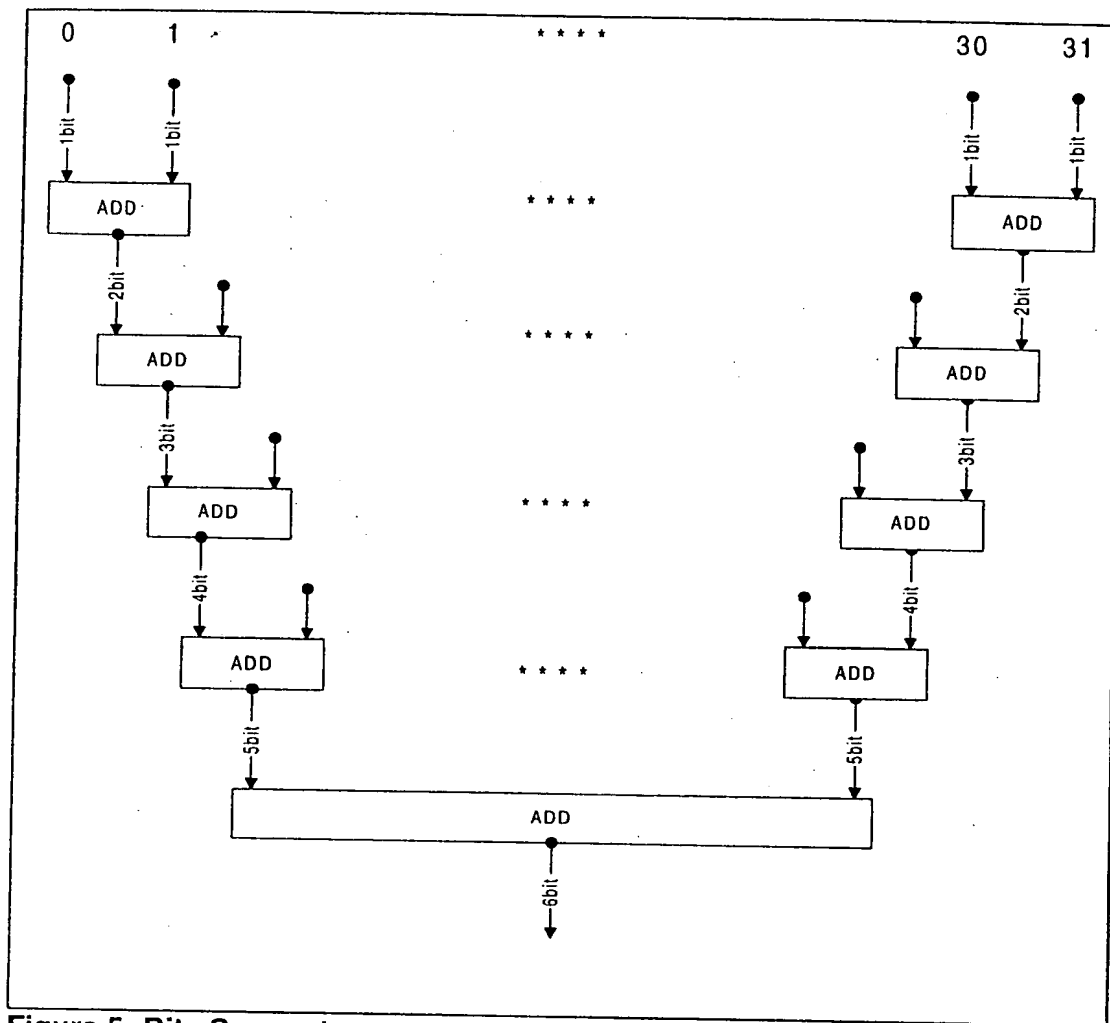 0 1 * * * * 30 31
1bit 1bit 1bit 1bit
ADD * * * * ADD
2bit 2bit
ADD * * * * ADD
3bit 3bit
ADD * * * * ADD
4bit 4bit
ADD * * * * ADD
5bit 5bit
ADD
6bit